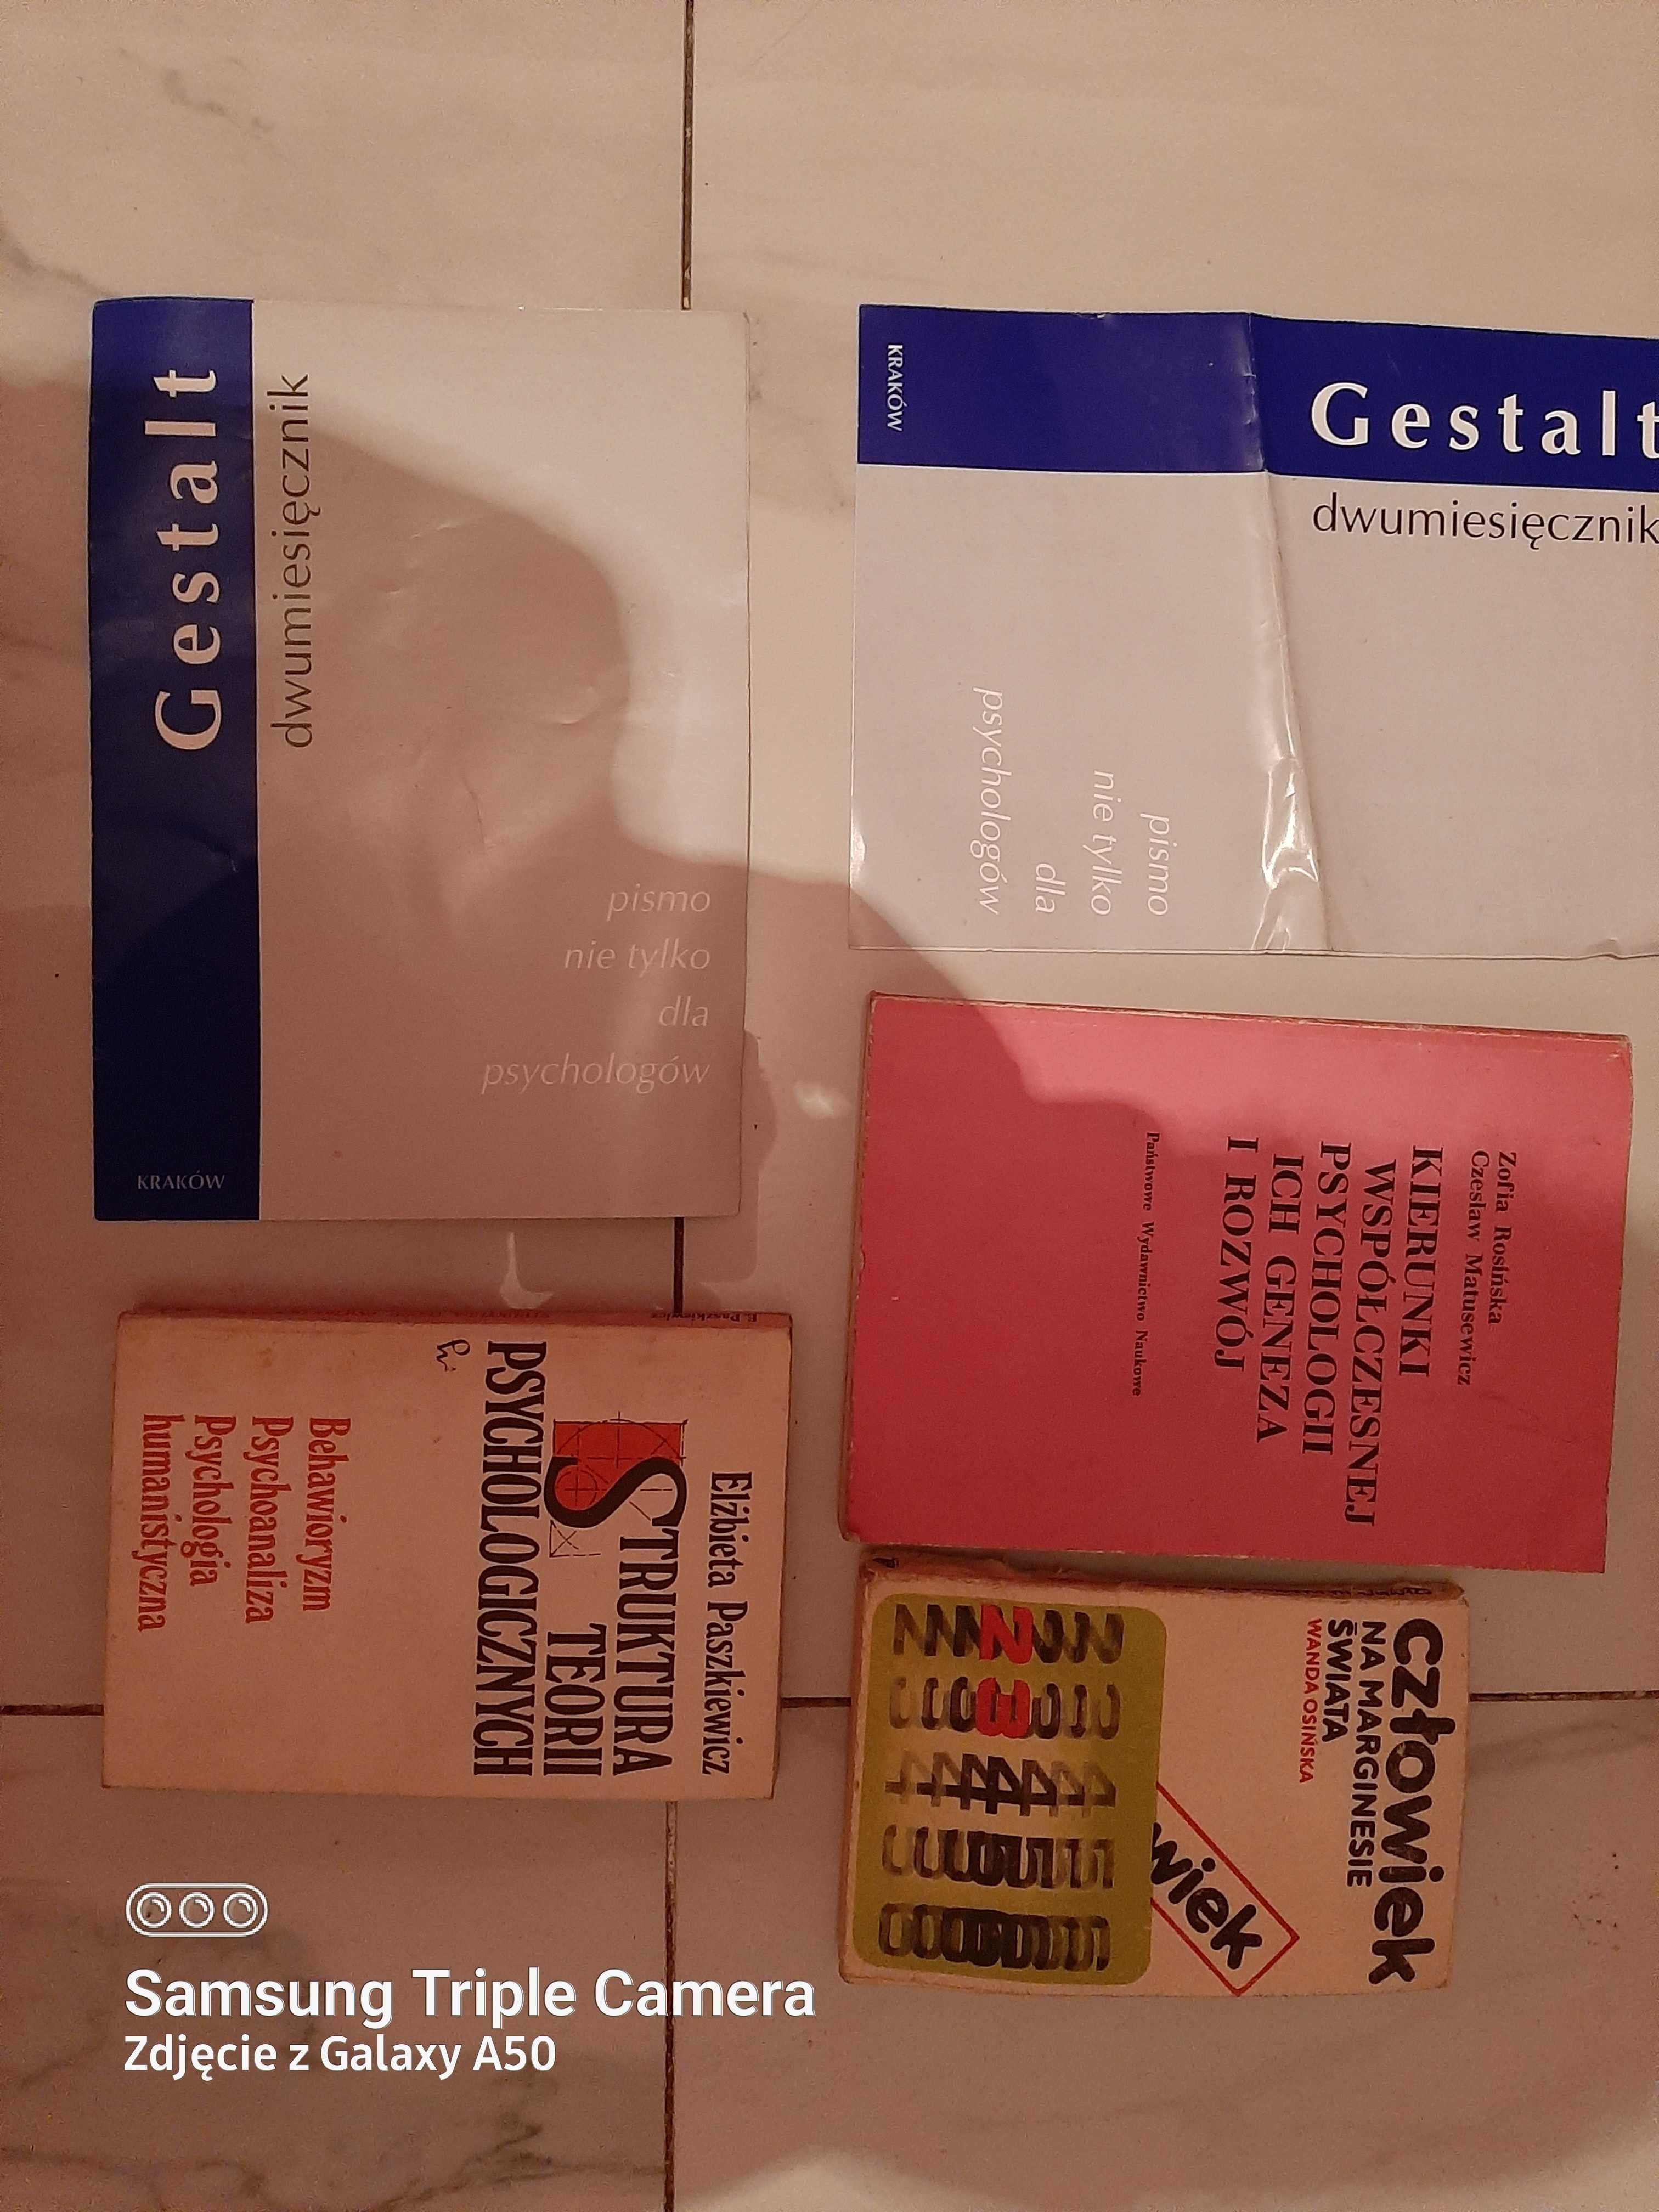 Gestalt
dwumiesięcznik
pismo
nie tylko
dla
psychologów
KRAKÓW
Gestalt
dwumiesięcznik
pismo
nie tylko
dla
psychologów
KRAKÓW
Zofia Rosińska
Czesław Matusewicz
KIERUNKI
WSPÓŁCZESNEJ
PSYCHOLOGII
ICH GENEZA
I ROZWÓJ
Państwowe Wydawnictwo Naukowe
E. Paszkiewicz
Elżbieta Paszkiewicz
STRUKTURA
TEORII
PSYCHOLOGICZNYCH
Behawioryzm
Psychoanaliza
Psychologia
humanistyczna
człowiek
NA MARGINESIE
ŚWIATA
WANDA OSIŃSKA
wiek
Samsung Triple Camera
Zdjęcie z Galaxy A50